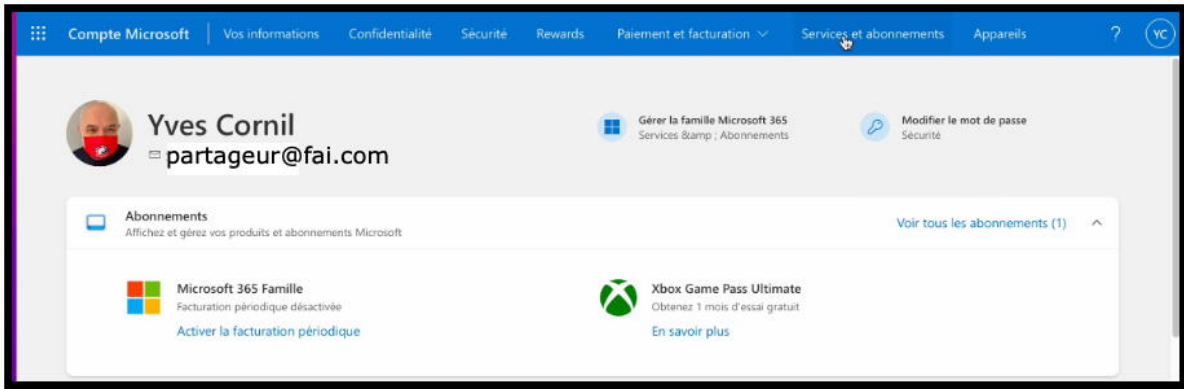 Compte Microsoft Vos informations Confidentialité Sécurité Rewards Paiement et facturation Services et abonnements Appareils ? YC
Yves Cornil
partageur@fai.com
Gérer la famille Microsoft 365
Services &amp ; Abonnements
Modifier le mot de passe
Sécurité
Abonnements
Affichez et gérez vos produits et abonnements Microsoft
Voir tous les abonnements (1)
Microsoft 365 Famille
Facturation périodique désactivée
Activer la facturation périodique
Xbox Game Pass Ultimate
Obtenez 1 mois d'essai gratuit
En savoir plus